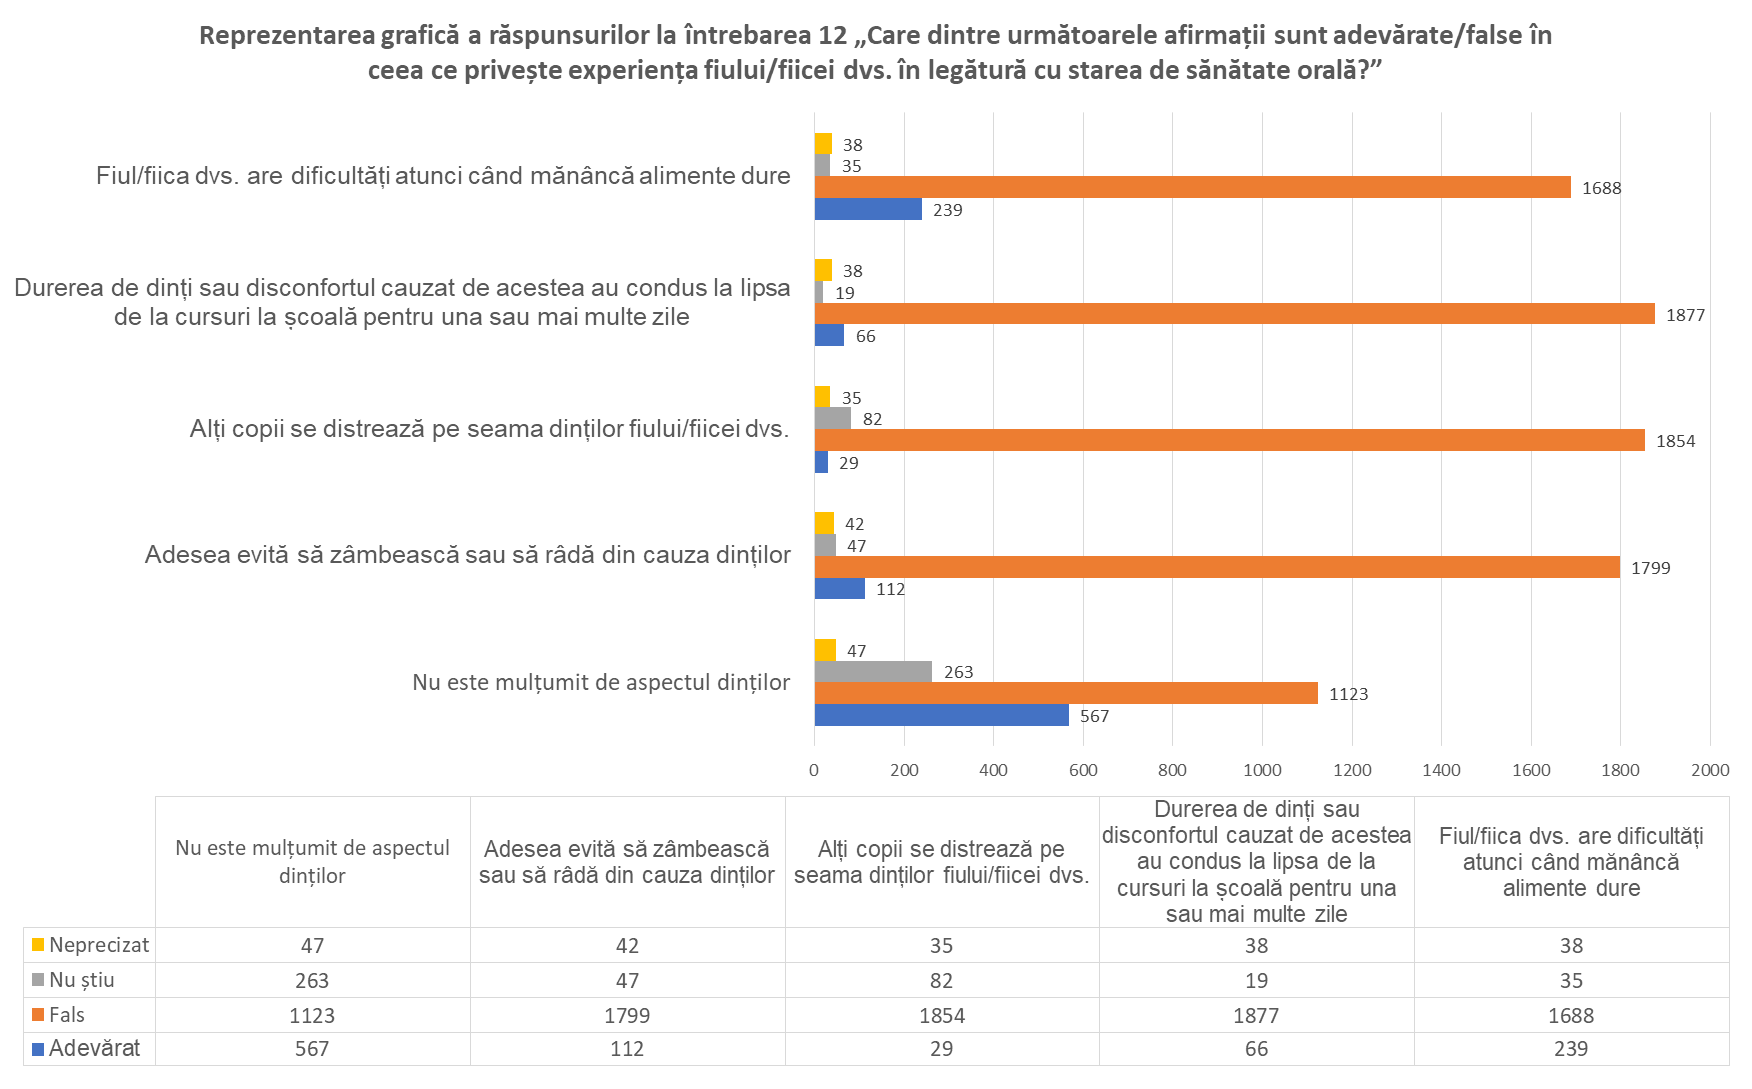 Reprezentarea grafică a răspunsurilor la întrebarea 12 „Care dintre următoarele afirmații sunt adevărate/false în
ceea ce privește experiența fiului/fiicei dvs. în legătură cu starea de sănătate orală?”
Fiul/fiica dvs. are dificultăți atunci când mănâncă alimente dure
38
35
1688
239
Durerea de dinți sau disconfortul cauzat de acestea au condus la lipsa
de la cursuri la școală pentru una sau mai multe zile
38
19
1877
66
Alți copii se distrează pe seama dinților fiului/fiicei dvs.
35
82
1854
29
Adesea evită să zâmbească sau să râdă din cauza dinților
42
47
1799
112
Nu este mulțumit de aspectul dinților
47
263
1123
567
0 200 400 600 800 1000 1200 1400 1600 1800 2000
Nu este mulțumit de aspectul
dinților
Adesea evită să zâmbească
sau să râdă din cauza dinților
Alți copii se distrează pe
seama dinților fiului/fiicei dvs.
Durerea de dinți sau
disconfortul cauzat de acestea
au condus la lipsa de la
cursuri la școală pentru una
sau mai multe zile
Fiul/fiica dvs. are dificultăți
atunci când mănâncă
alimente dure
Neprecizat 47 42 35 38 38
Nu știu 263 47 82 19 35
Fals 1123 1799 1854 1877 1688
Adevărat 567 112 29 66 239